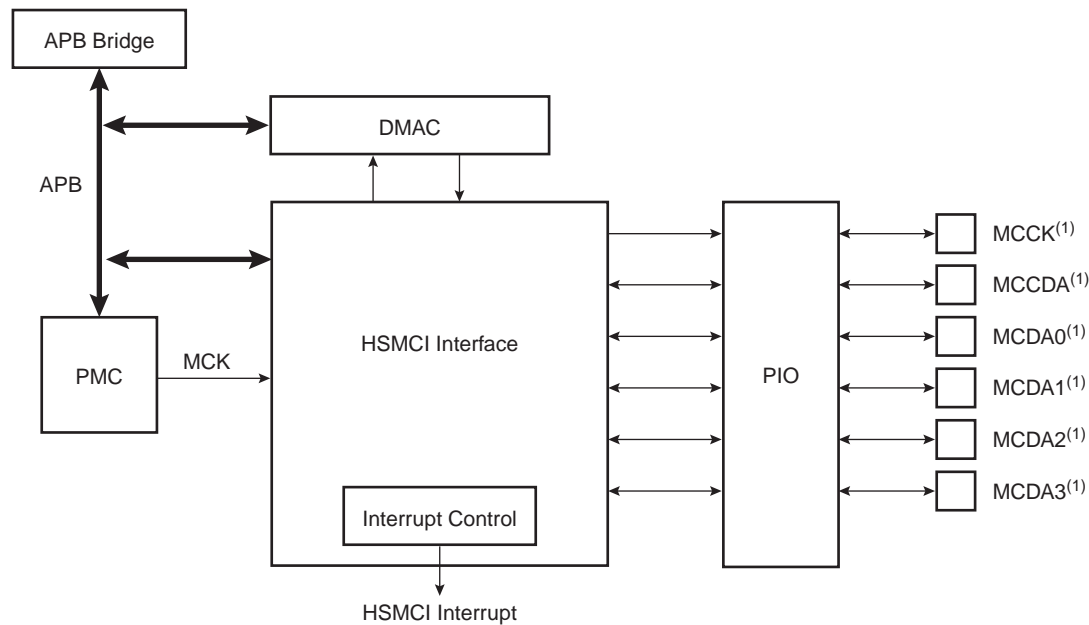 APB Bridge
DMAC
APB
MCCK(1)
MCCDA(1)
HSMCI Interface
MCDA0(1)
MCK
PMC
PIO
MCDA1(1)
MCDA2(1)
MCDA3(1)
Interrupt Control
HSMCI Interrupt